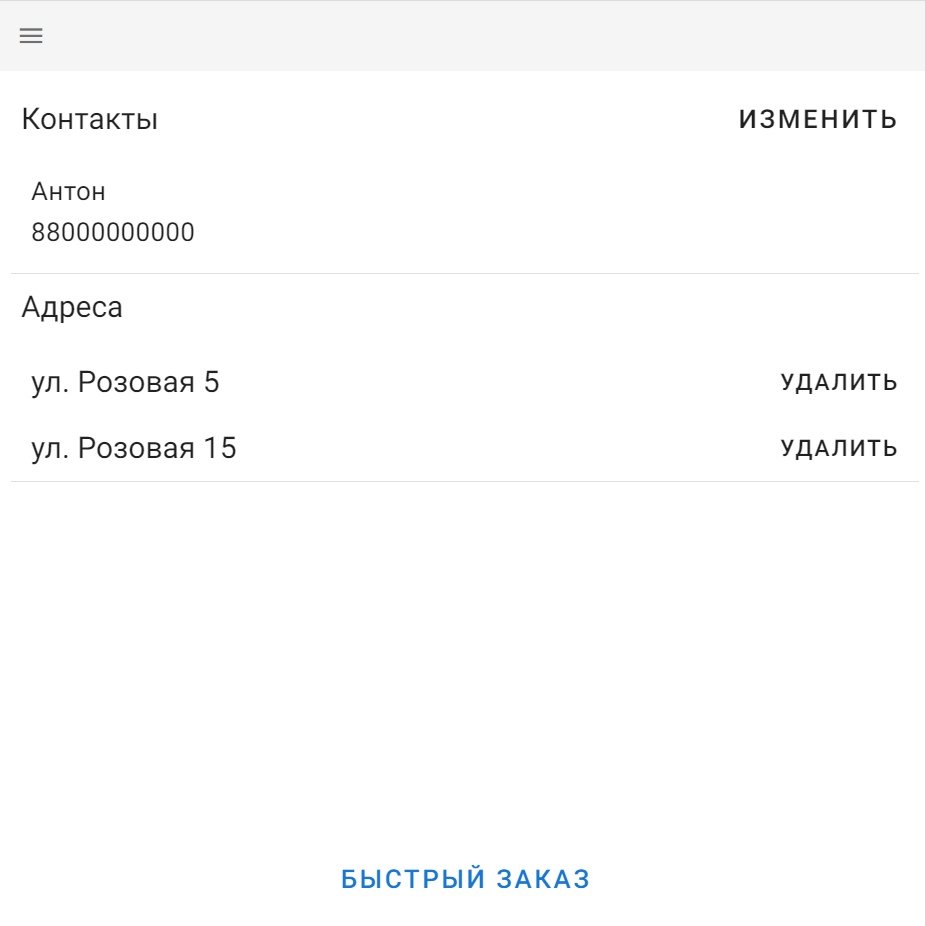 Контакты
ИЗМЕНИТЬ
Антон
88000000000
Адреса
ул. Розовая 5
УДАЛИТЬ
ул. Розовая 15
УДАЛИТЬ
БЫСТРЫЙ ЗАКАЗ